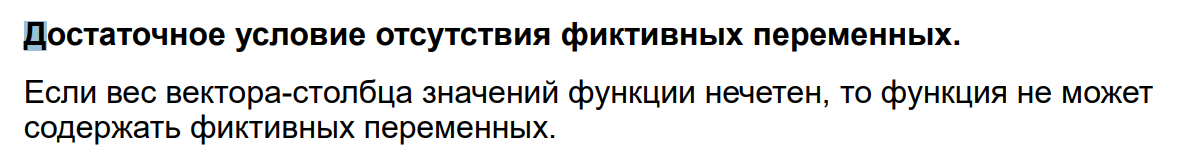 Достаточное условие отсутствия фиктивных переменных.
Если вес вектора-столбца значений функции нечетен, то функция не может
содержать фиктивных переменных.